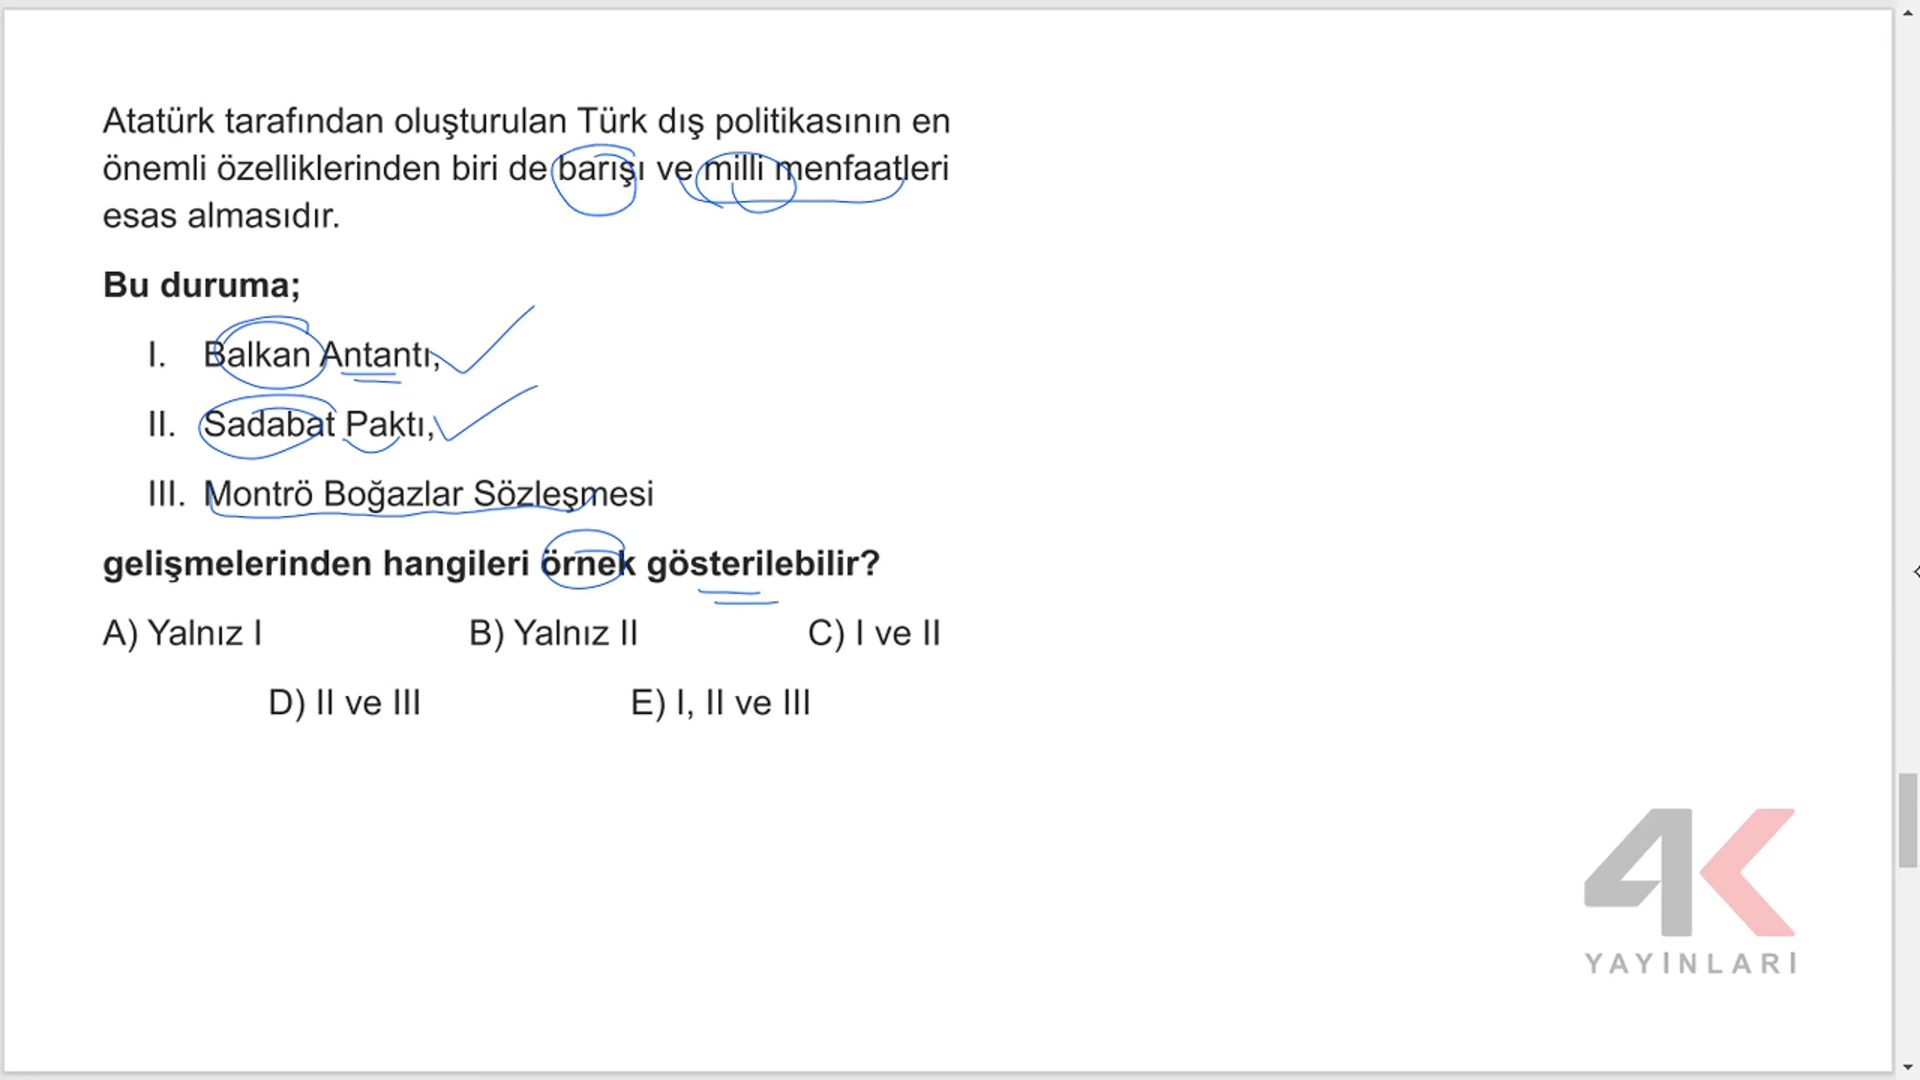 Atatürk tarafından oluşturulan Türk dış politikasının en
önemli özelliklerinden biri de barışı ve milli menfaatleri
esas almasıdır.
Bu duruma;
I. Balkan Antantı,
II. Sadabat Paktı,
III. Montrö Boğazlar Sözleşmesi
gelişmelerinden hangileri örnek gösterilebilir?
A) Yalnız I B) Yalnız II C) I ve II
D) II ve III E) I, II ve III
4K
YAYINLARI